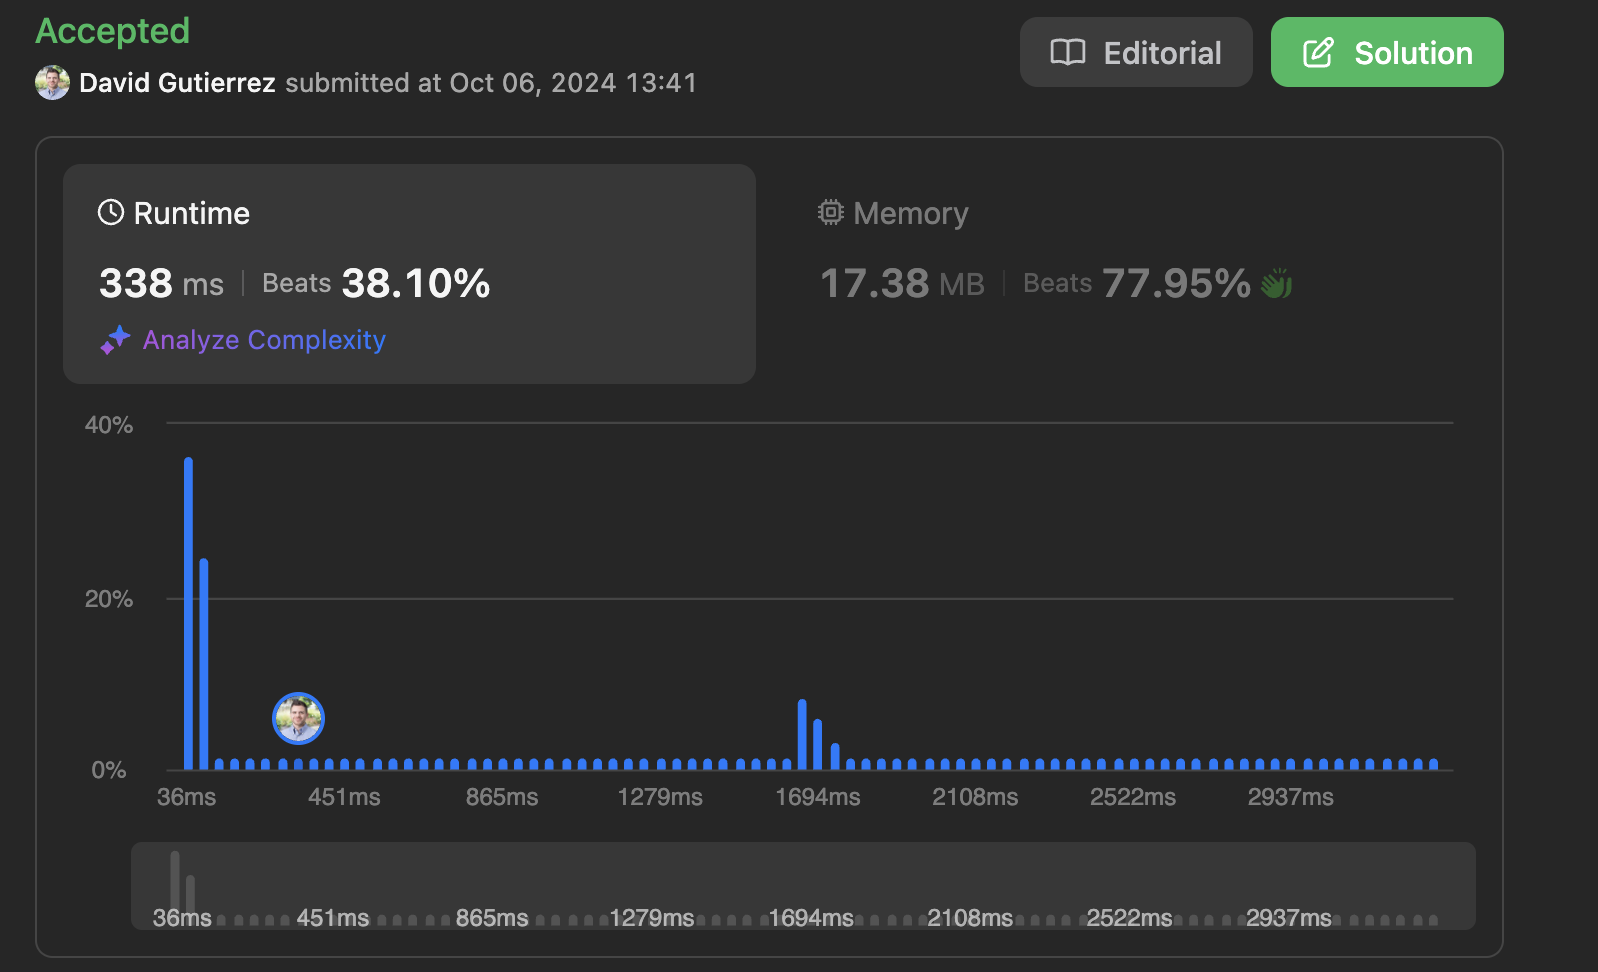 Accepted
Editorial
Solution
David Gutierrez submitted at Oct 06, 2024 13:41
Runtime
338 ms
Beats 38.10%
Analyze Complexity
Memory
17.38 MB
Beats 77.95%
40%
20%
0%
36ms 451ms 865ms 1279ms 1694ms 2108ms 2522ms 2937ms
36ms 451ms 865ms 1279ms 1694ms 2108ms 2522ms 2937ms